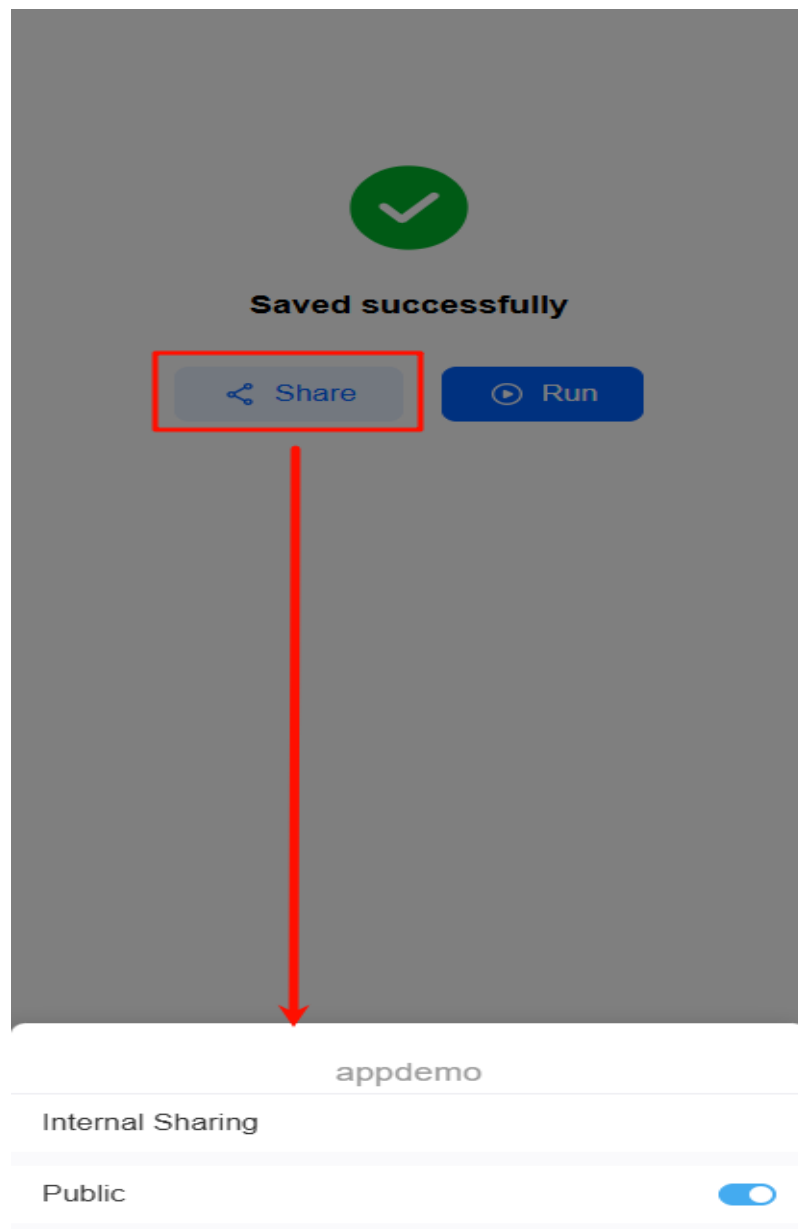 Saved successfully
Share
Run
appdemo
Internal Sharing
Public